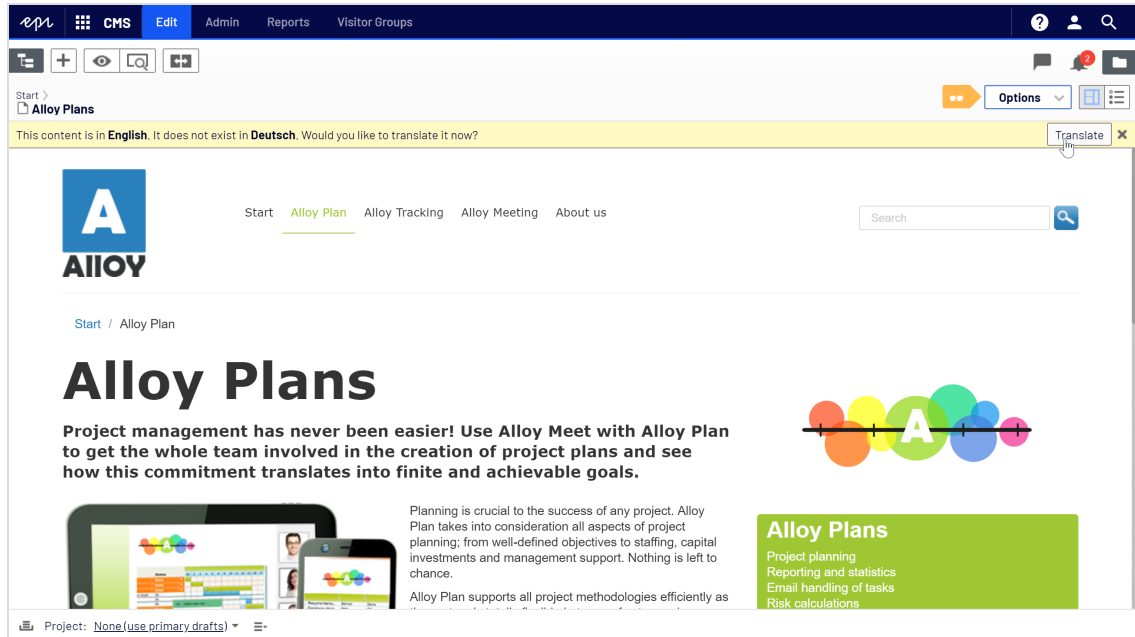 epi CMS Edit Admin Reports Visitor Groups
2
Start
Alloy Plans
Options
This content is in English. It does not exist in Deutsch. Would you like to translate it now?
Translate
A
AllOY
Start Alloy Plan Alloy Tracking Alloy Meeting About us
Search
Start / Alloy Plan
Alloy Plans
Project managemnt has never been easier! Use Alloy Meet with Alloy Plan
to get the whole team involved in the creation of project plans and see
how this commitment translates into finite and achievable goals.
A
Planning is crucial to the success of any project. Alloy
Plan takes into consideration all aspects of project
planning; from well-defined objectives to staffing, capital
investments and management support. Nothing is left to
chance.
Alloy Plan supports all project methodologies efficiently as
Alloy Plans
Project planning
Reporting and statistics
Email handling of tasks
Risk calculations
Project: None (use primary drafts)